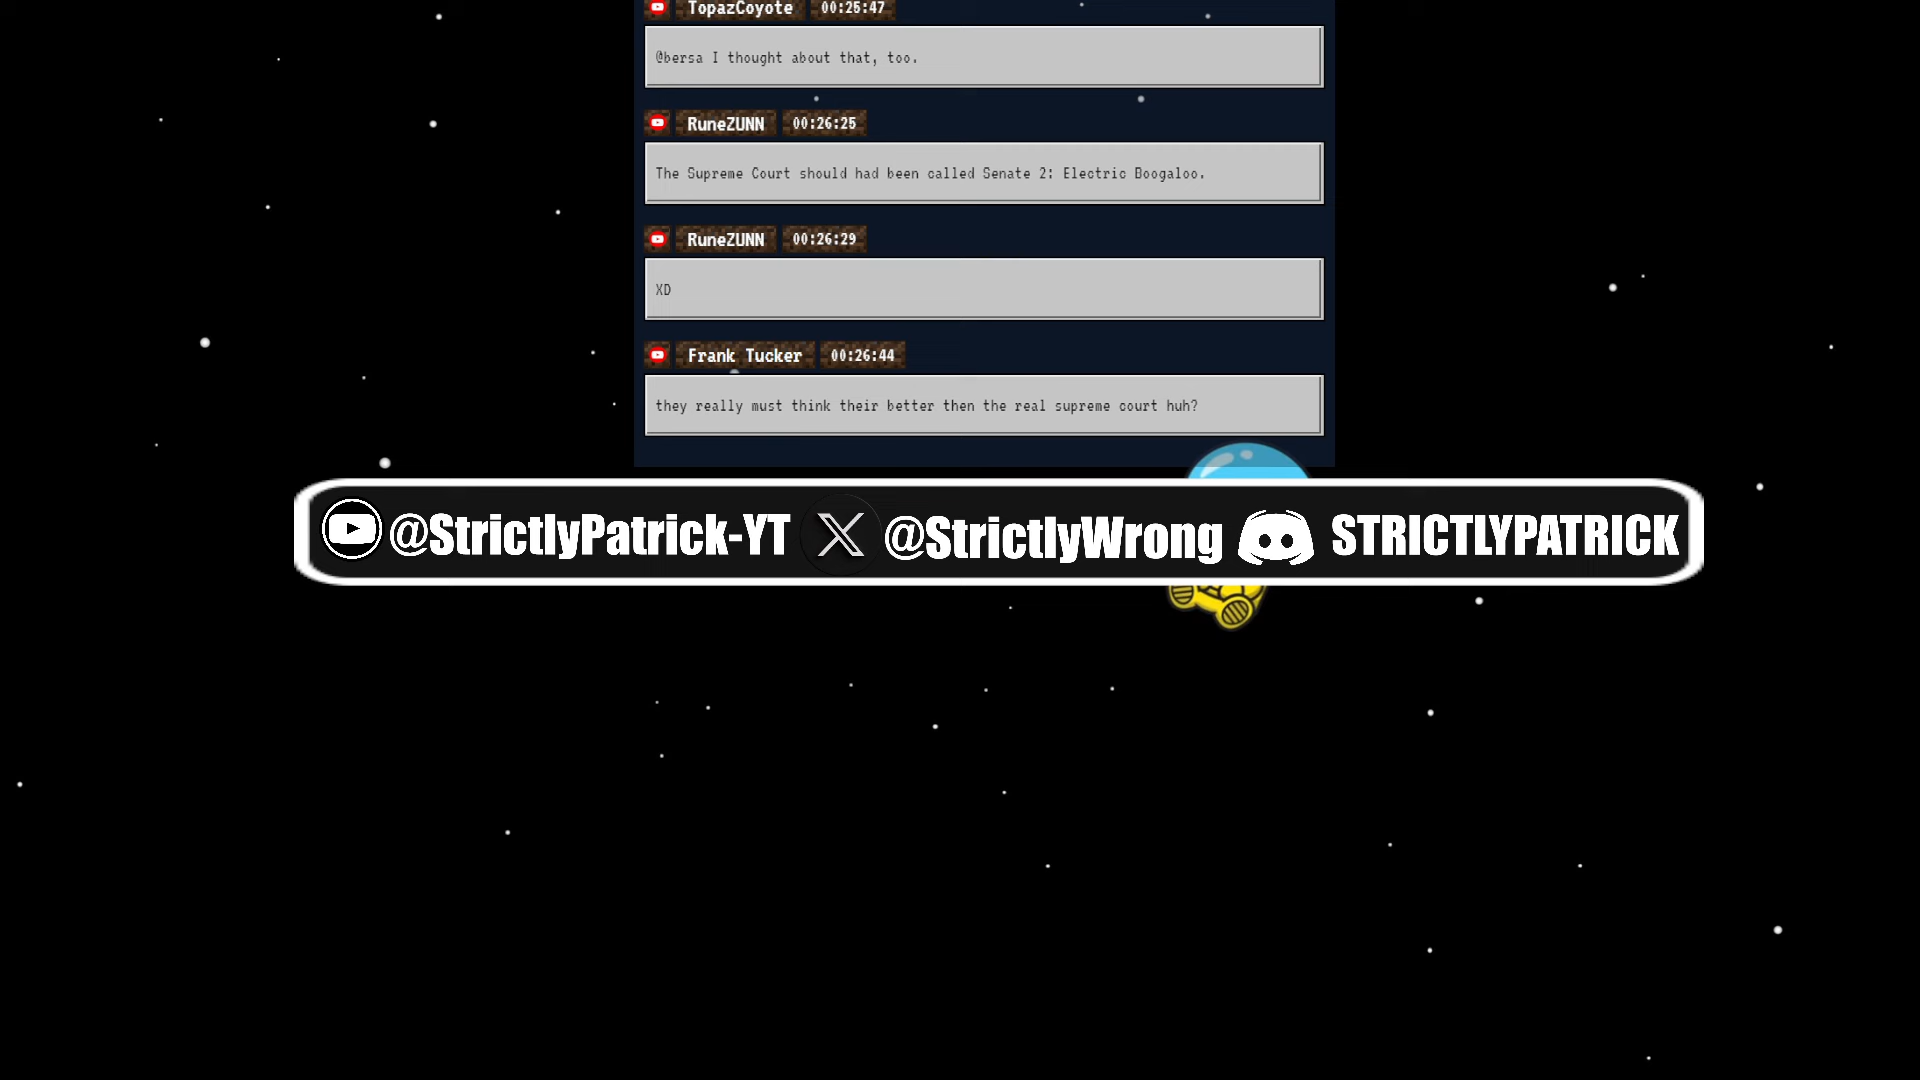 TopazCoyote 00:25:47
@bersa I thought about that, too.
RuneZUNN 00:26:25
The Supreme Court should had been called Senate 2: Electric Boogaloo.
RuneZUNN 00:26:29
XD
Frank Tucker 00:26:44
they really must think their better then the real supreme court huh?
@StrictlyPatrick-YT @StrictlyWrong STRICTLYPATRICK